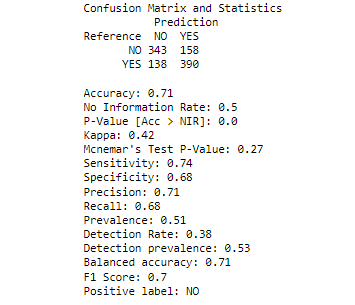 Confusion Matrix and Statistics
Prediction
Reference NO YES
NO 343 158
YES 138 390
Accuracy: 0.71
No Information Rate: 0.5
P-Value [Acc > NIR]: 0.0
Kappa: 0.42
Mcnemar's Test P-Value: 0.27
Sensitivity: 0.74
Specificity: 0.68
Precision: 0.71
Recall: 0.68
Prevalence: 0.51
Detection Rate: 0.38
Detection prevalence: 0.53
Balanced accuracy: 0.71
F1 Score: 0.7
Positive label: NO